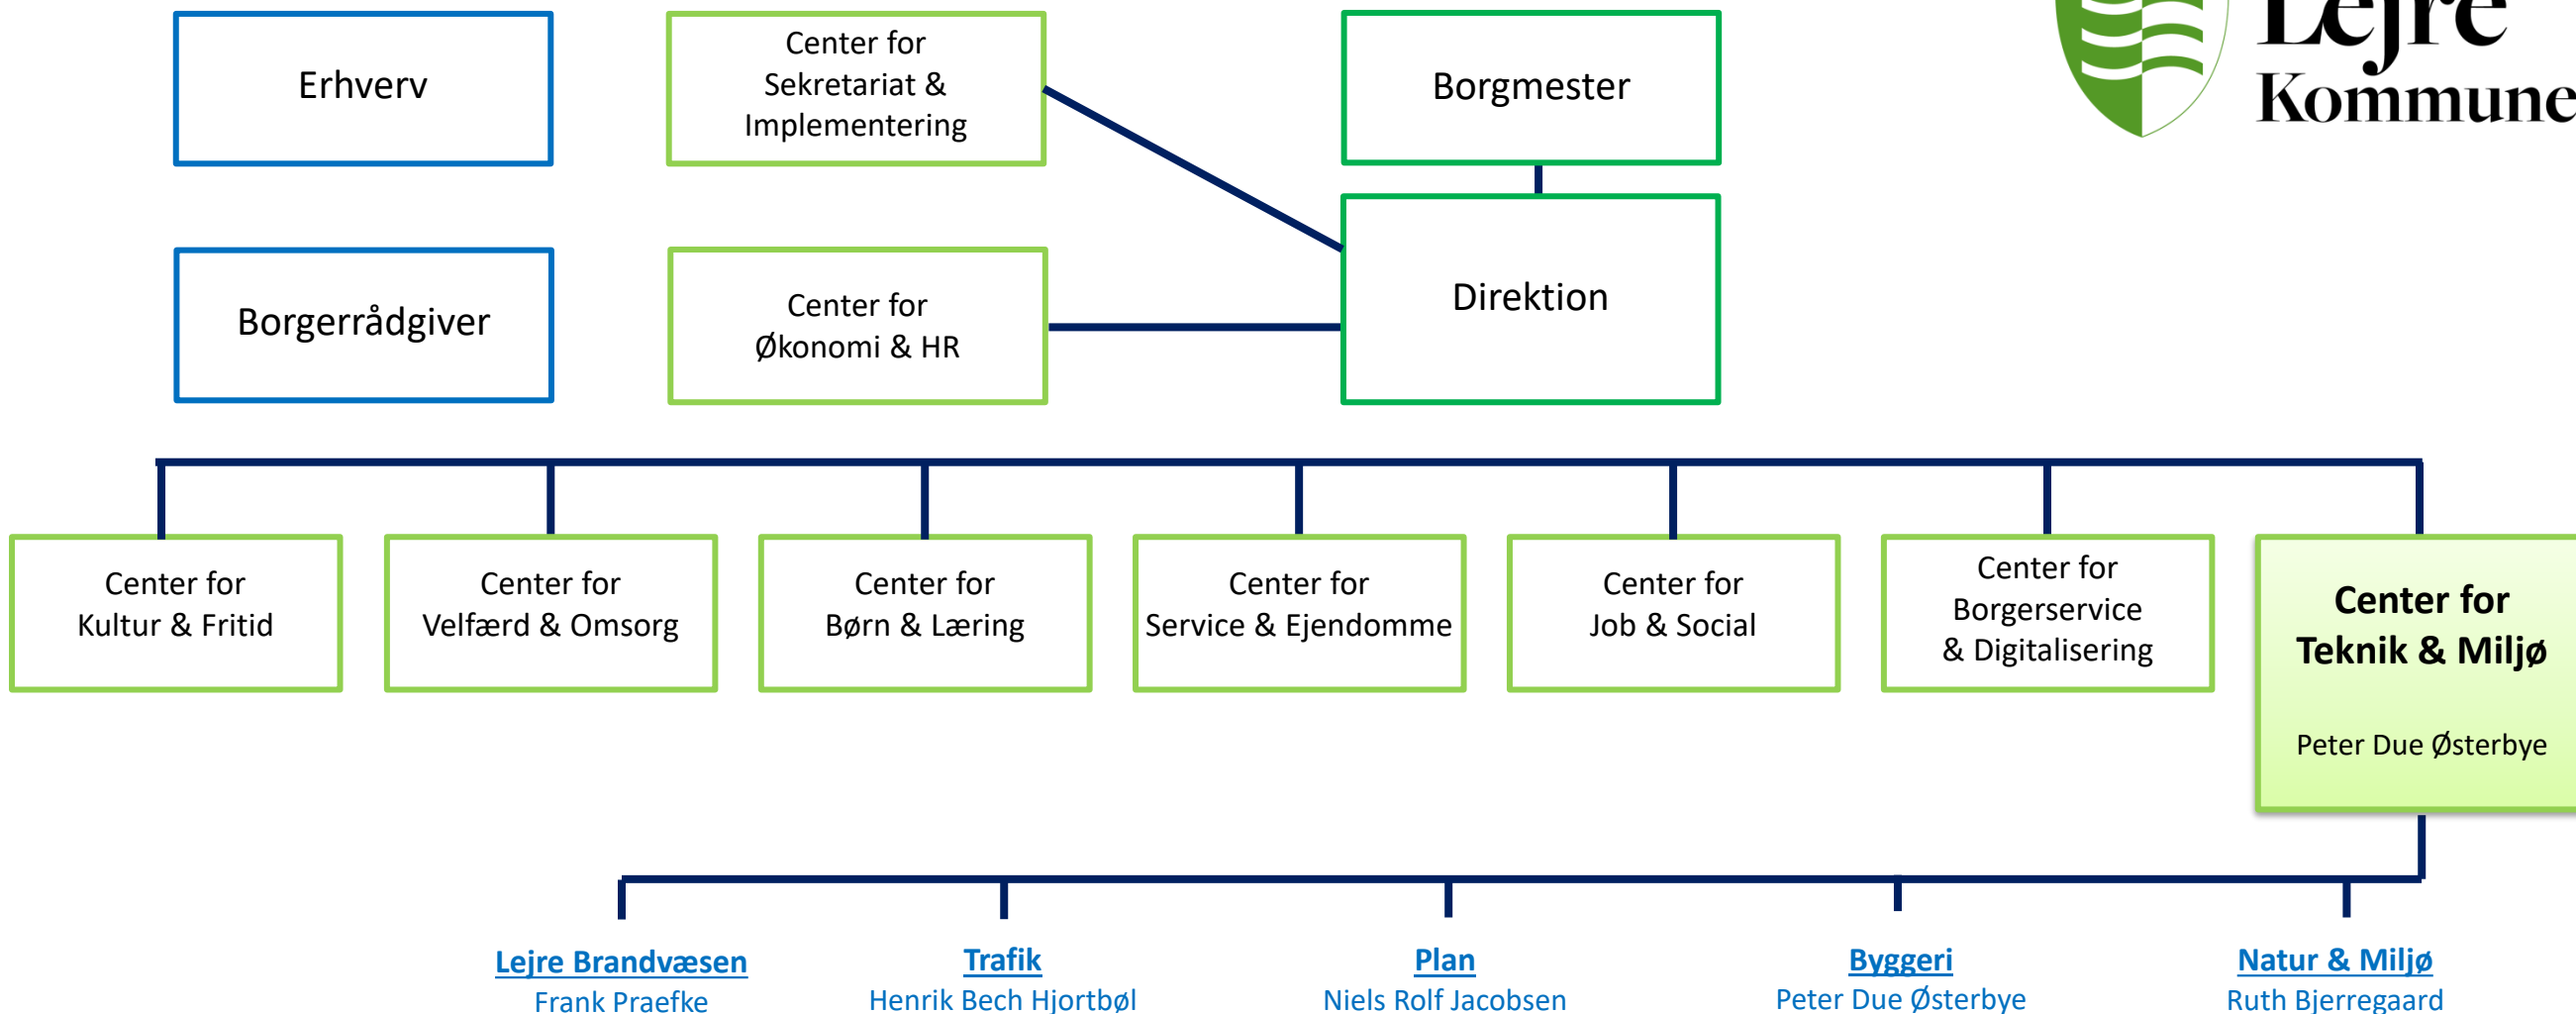 Lejre
Kommune
Erhverv
Center for
Sekretariat &
Implementering
Borgmester
Borgerrådgiver
Center for
Økonomi & HR
Direktion
Center for
Kultur & Fritid
Center for
Velfærd & Omsorg
Center for
Børn & Læring
Center for
Service & Ejendomme
Center for
Job & Social
Center for
Borgerservice
& Digitalisering
Center for
Teknik & Miljø
Peter Due Østerbye
Lejre Brandvæsen
Frank Praefke
Trafik
Henrik Bech Hjortbøl
Plan
Niels Rolf Jacobsen
Byggeri
Peter Due Østerbye
Natur & Miljø
Ruth Bjerregaard